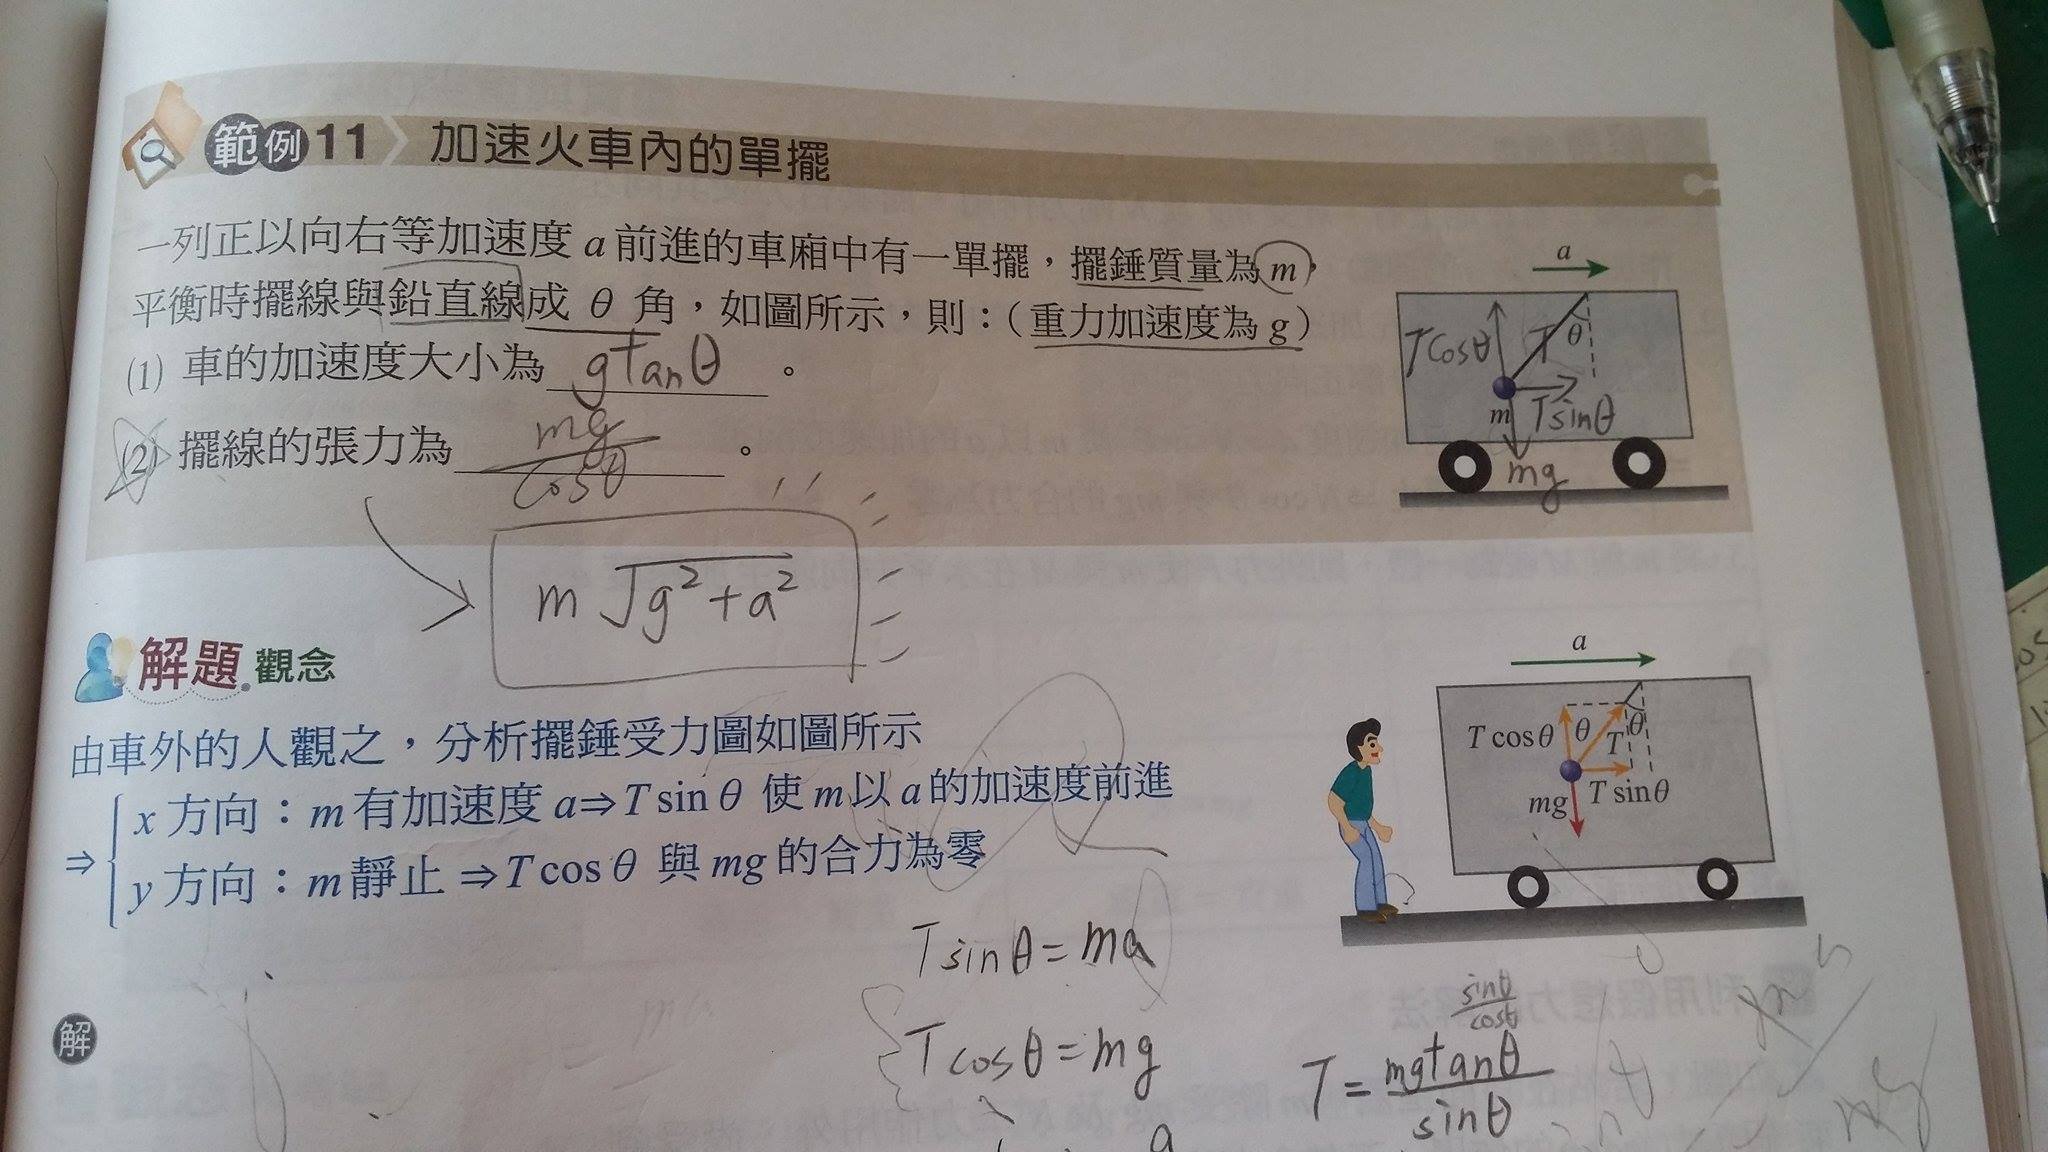 範例11 加速火車內的單擺
一列正以向右等加速度 a 前進的車廂中有一單擺，擺錘質量為 m，
平衡時擺線與鉛直線成 θ 角，如圖所示，則：（重力加速度為 g）
(1) 車的加速度大小為 gtanθ 。
(2) 擺線的張力為 mg/cosθ 。
m√g²+a²
a
Tcosθ
T
θ
m
Tsinθ
mg
解題觀念
由車外的人觀之，分析擺錘受力圖如圖所示
⇒ x 方向：m 有加速度 a⇒T sin θ 使 m 以 a 的加速度前進
y 方向：m 靜止 ⇒T cos θ 與 mg 的合力為零
a
T cosθ
θ
T
θ
mg
T sinθ
Tsinθ=ma
Tcosθ=mg
sinθ/cosθ
T=mgtanθ/sinθ
解